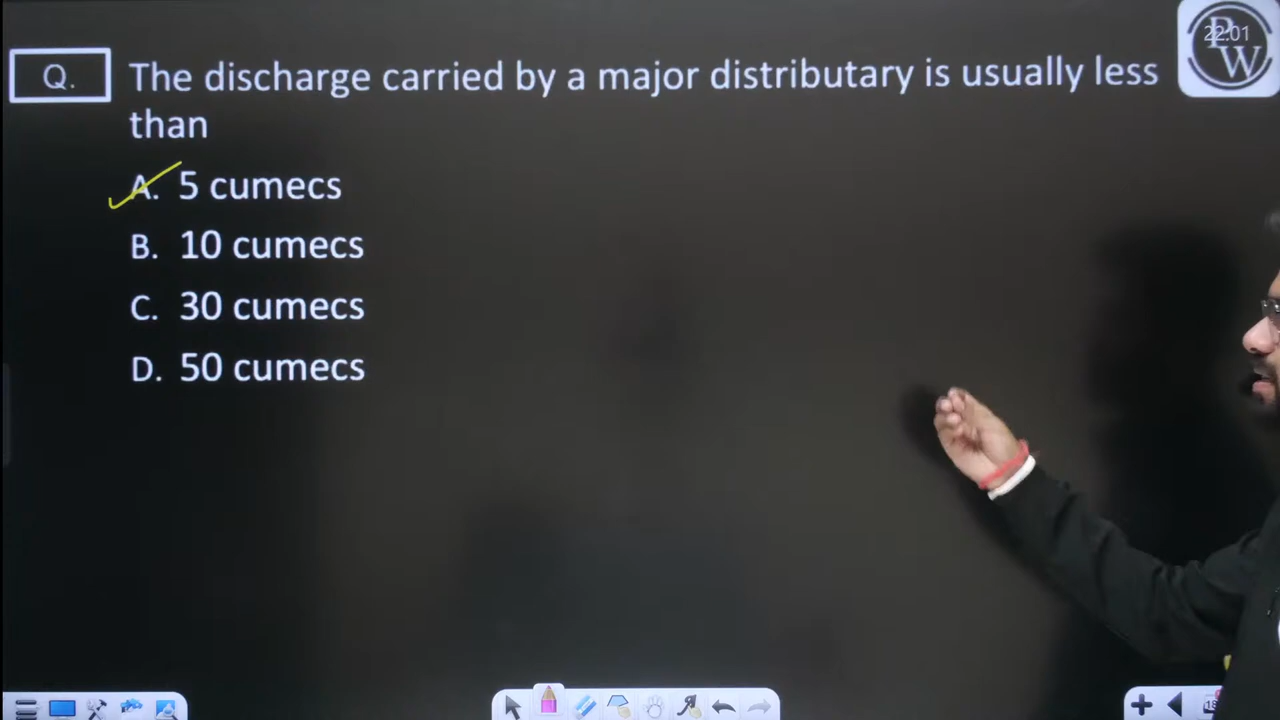 Q. The discharge carried by a major distributary is usually less
than
A. 5 cumecs
B. 10 cumecs
C. 30 cumecs
D. 50 cumecs
PW
22:01